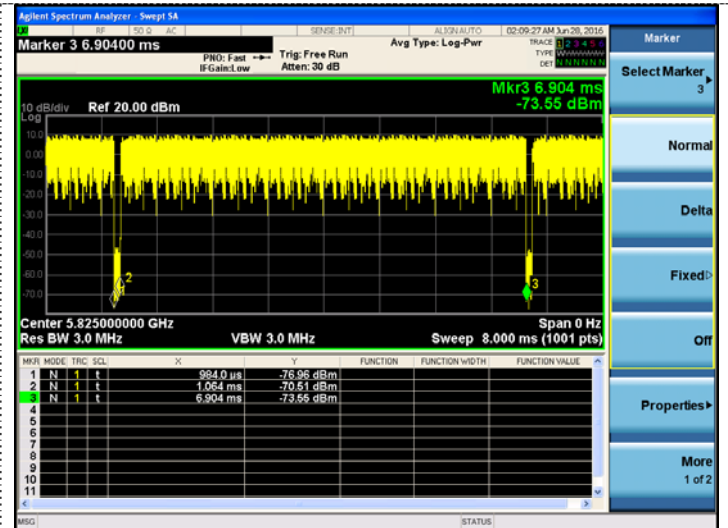 Agilent Spectrum Analyzer - Swept SA
RF 50 Ω AC SENSE:INT ALIGN AUTO 02:09:27 AM Jun 28, 2016
Marker 3 6.90400 ms
PNO: Fast
IFGain:Low
Trig: Free Run
Atten: 30 dB
Avg Type: Log-Pwr
TRACE 1 2 3 4 5 6
TYPE
DET N N N N N N
Mkr3 6.904 ms
-73.55 dBm
10 dB/div Ref 20.00 dBm
Log
10.0
0.00
-10.0
-20.0
-30.0
-40.0
-50.0
-60.0
-70.0
2
3
Center 5.825000000 GHz Span 0 Hz
Res BW 3.0 MHz VBW 3.0 MHz Sweep 8.000 ms (1001 pts)
MKR MODE TRC SCL X Y FUNCTION FUNCTION WIDTH FUNCTION VALUE
1 N 1 t 984.0 µs -76.96 dBm
2 N 1 t 1.064 ms -70.51 dBm
3 N 1 t 6.904 ms -73.55 dBm
4
5
6
7
8
9
10
11
MSG STATUS
Marker
Select Marker
3
Normal
Delta
Fixed
Off
Properties
More
1 of 2